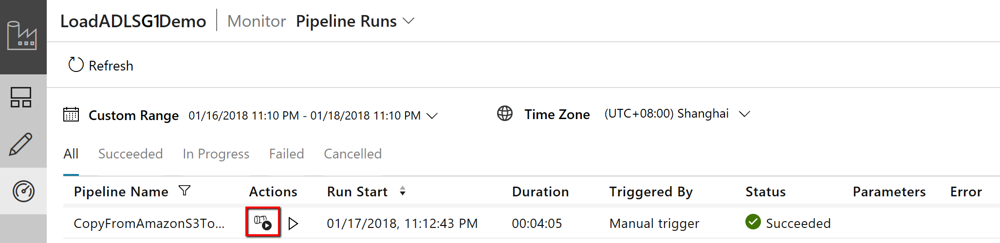 LoadADLSG1Demo Monitor Pipeline Runs
Refresh
Custom Range 01/16/2018 11:10 PM - 01/18/2018 11:10 PM Time Zone (UTC+08:00) Shanghai
All Succeeded In Progress Failed Cancelled
Pipeline Name Actions Run Start Duration Triggered By Status Parameters Error
CopyFromAmazonS3To... 01/17/2018, 11:12:43 PM 00:04:05 Manual trigger Succeeded